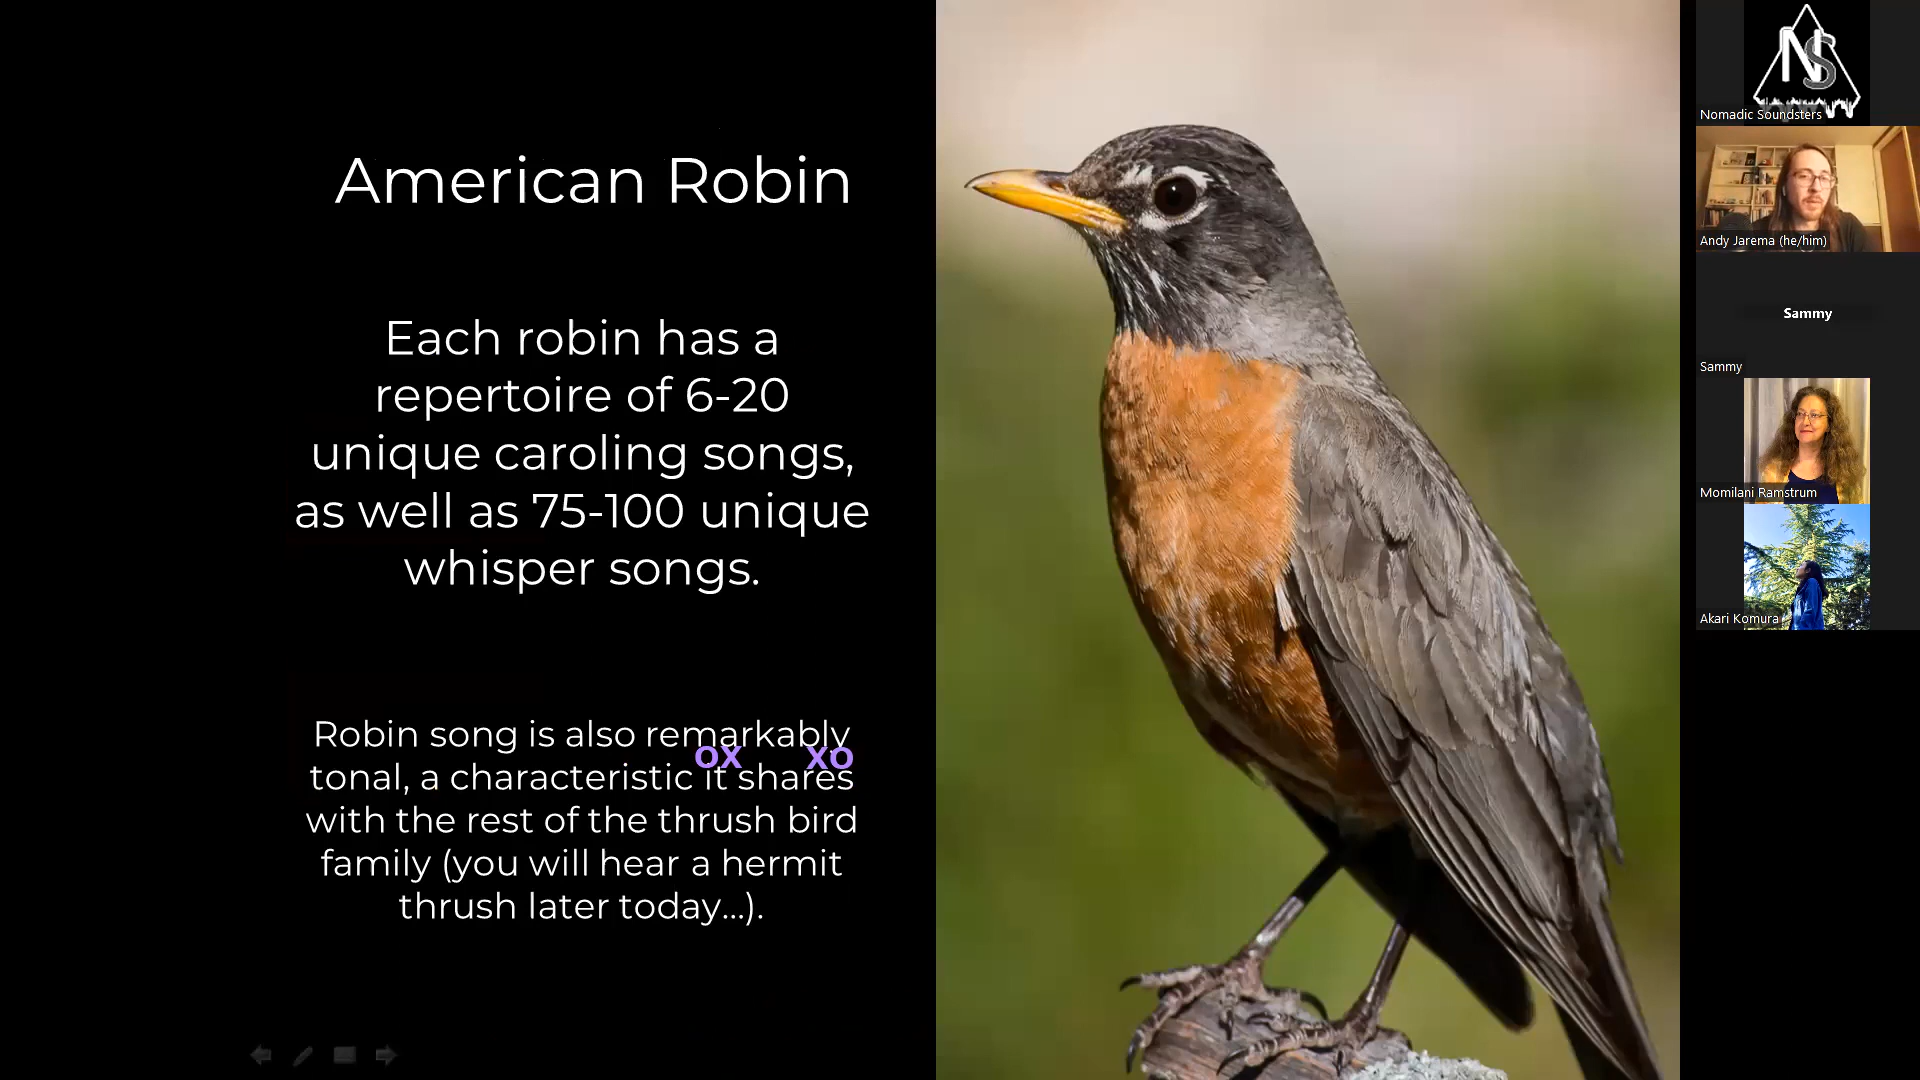 American Robin
Each robin has a
repertoire of 6-20
unique caroling songs,
as well as 75-100 unique
whisper songs.
Robin song is also remarkably
tonal, a characteristic it shares
with the rest of the thrush bird
family (you will hear a hermit
thrush later today...).
ox xo
NS
Nomadic Soundsters
Andy Jarema (he/him)
Sammy
Sammy
Momilani Ramstrum
Akari Komura